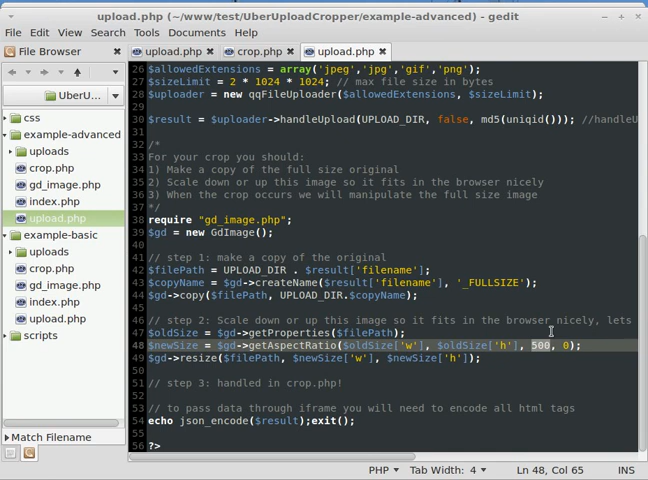 upload.php (~/www/test/UberUploadCropper/example-advanced) - gedit
File Edit View Search Tools Documents Help
File Browser
upload.php crop.php upload.php
UberU...
css
example-advanced
uploads
crop.php
gd_image.php
index.php
upload.php
example-basic
uploads
crop.php
gd_image.php
index.php
upload.php
scripts
Match Filename
26 $allowedExtensions = array('jpeg','jpg','gif','png');
27 $sizeLimit = 2 * 1024 * 1024; // max file size in bytes
28 $uploader = new qqFileUploader($allowedExtensions, $sizeLimit);
29
30 $result = $uploader->handleUpload(UPLOAD_DIR, false, md5(uniqid())); //handleU
31
32 /*
33 For your crop you should:
34 1) Make a copy of the full size original
35 2) Scale down or up this image so it fits in the browser nicely
36 3) When the crop occurs we will manipulate the full size image
37 */
38 require "gd_image.php";
39 $gd = new GdImage();
40
41 // step 1: make a copy of the original
42 $filePath = UPLOAD_DIR . $result['filename'];
43 $copyName = $gd->createName($result['filename'], '_FULLSIZE');
44 $gd->copy($filePath, UPLOAD_DIR.$copyName);
45
46 // step 2: Scale down or up this image so it fits in the browser nicely, lets
47 $oldSize = $gd->getProperties($filePath);
48 $newSize = $gd->getAspectRatio($oldSize['w'], $oldSize['h'], 500, 0);
49 $gd->resize($filePath, $newSize['w'], $newSize['h']);
50
51 // step 3: handled in crop.php!
52
53 // to pass data through iframe you will need to encode all html tags
54 echo json_encode($result);exit();
55
56 ?>
PHP Tab Width: 4 Ln 48, Col 65 INS